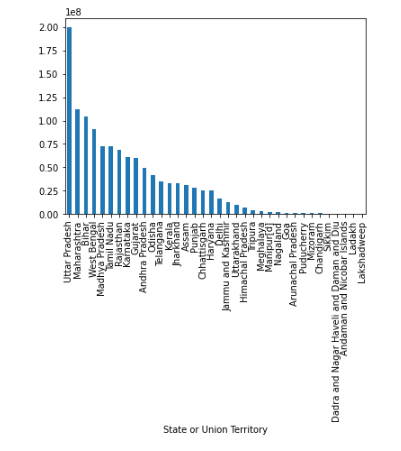 1e8
2.00
1.75
1.50
1.25
1.00
0.75
0.50
0.25
0.00
Uttar Pradesh
Maharashtra
Bihar
West Bengal
Madhya Pradesh
Tamil Nadu
Rajasthan
Karnataka
Gujarat
Andhra Pradesh
Odisha
Telangana
Kerala
Jharkhand
Assam
Punjab
Chhattisgarh
Haryana
Delhi
Jammu and Kashmir
Uttarakhand
Himachal Pradesh
Tripura
Meghalaya
Manipur[c]
Nagaland
Goa
Arunachal Pradesh
Puducherry
Mizoram
Chandigarh
Sikkim
Dadra and Nagar Haveli and Daman and Diu
Andaman and Nicobar Islands
Ladakh
Lakshadweep
State or Union Territory